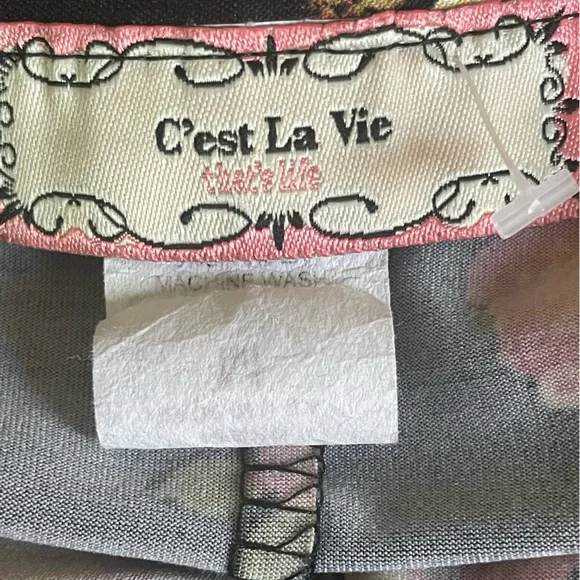 C'est La Vie
that's life
MACHINE WASH